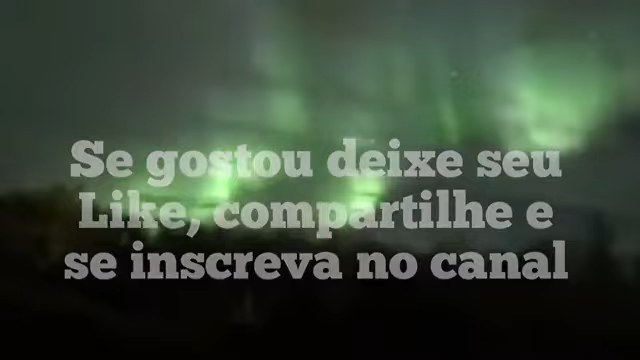 Se gostou deixe seu
Like, compartilhe e
se inscreva no canal